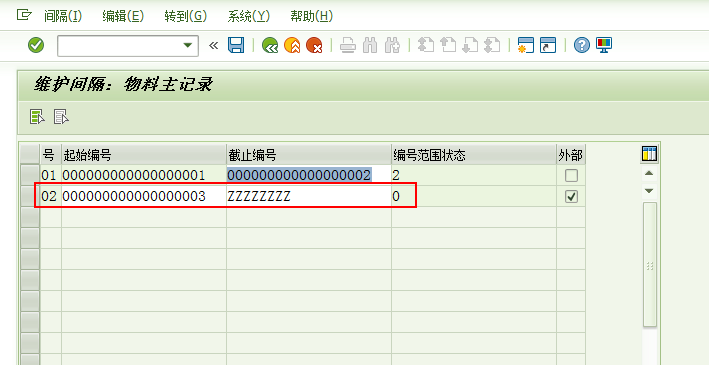 间隔(I) 编辑(E) 转到(G) 系统(Y) 帮助(H)
维护间隔：物料主记录
号 起始编号 截止编号 编号范围状态 外部
01 000000000000000001 000000000000000002 2
02 000000000000000003 ZZZZZZZZ 0